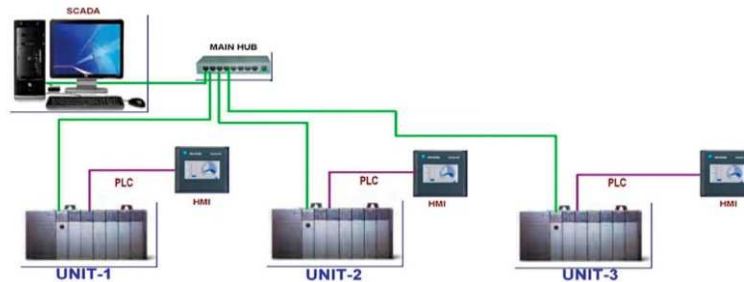 SCADA
MAIN HUB
PLC
HMI
PLC
HMI
PLC
HMI
UNIT-1
UNIT-2
UNIT-3